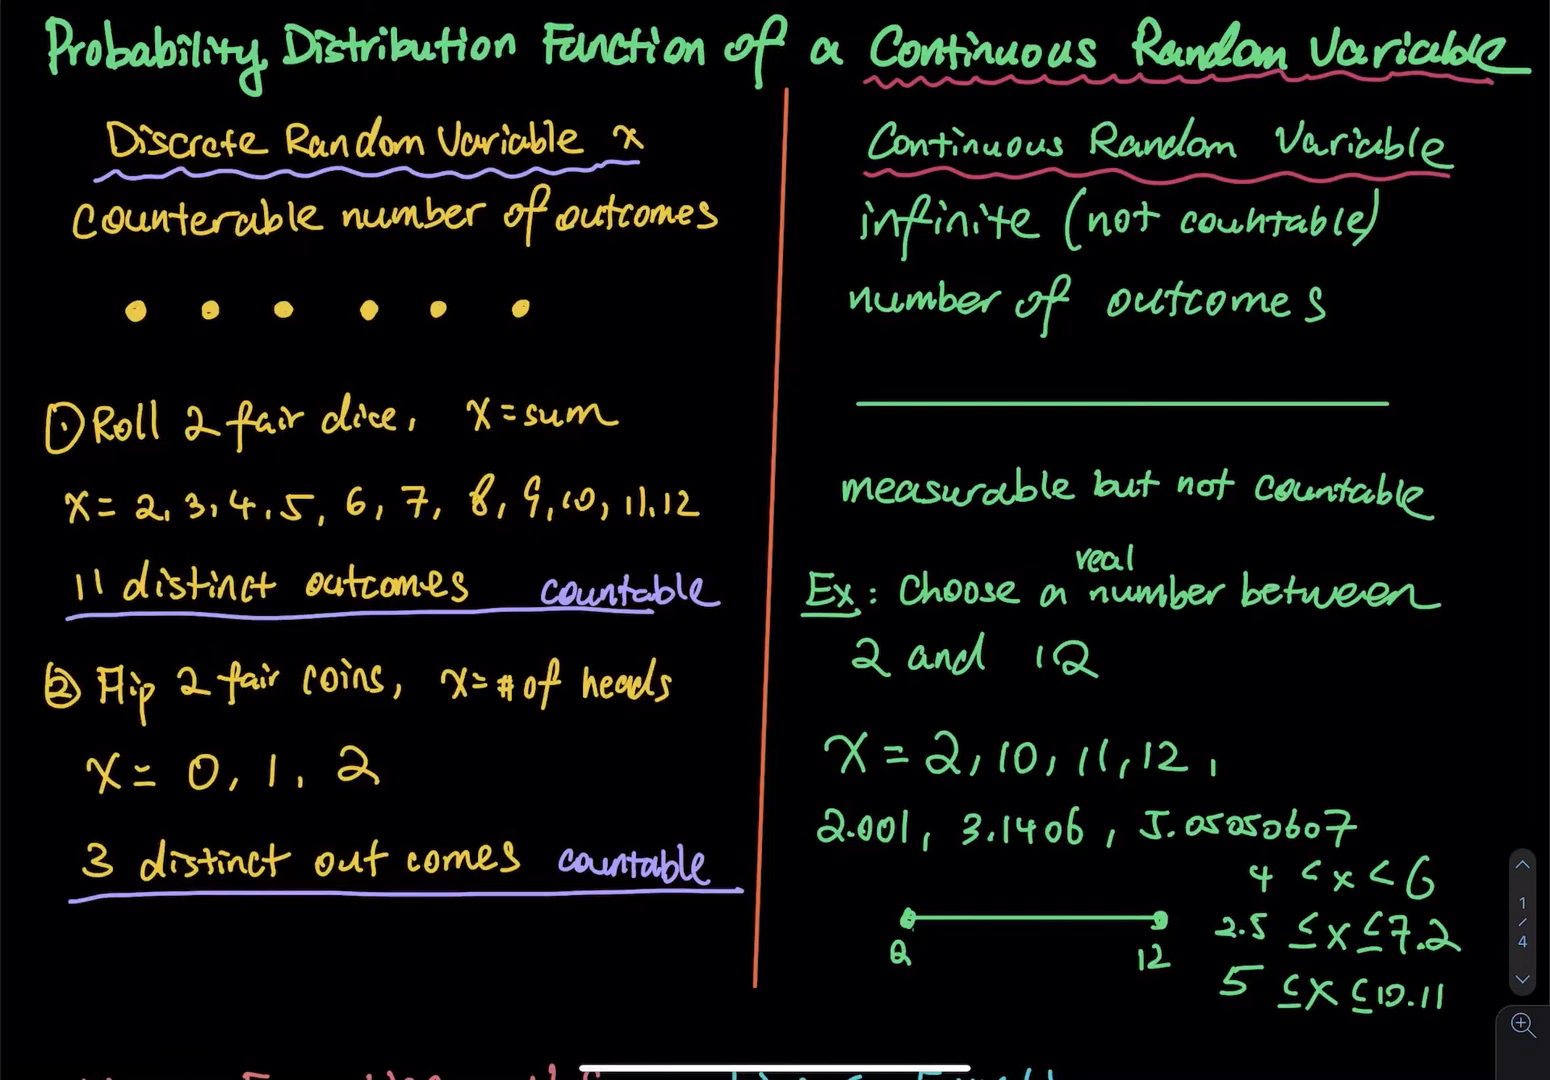 Probability Distribution Function of a Continuous Random Variable
Discrete Random Variable x
Counterable number of outcomes
① Roll 2 fair dice, X = sum
x = 2, 3, 4, 5, 6, 7, 8, 9, 10, 11, 12
11 distinct outcomes countable
② Flip 2 fair coins, x = # of heads
x = 0, 1, 2
3 distinct outcomes countable
Continuous Random Variable
infinite (not countable)
number of outcomes
measurable but not countable
real
Ex: Choose a number between
2 and 12
x = 2, 10, 11, 12,
2.001, 3.1406, 5.05050607
4 < x < 6
2.5 ≤ x ≤ 7.2
2 12
5 ≤ x ≤ 10.11
1
/
4